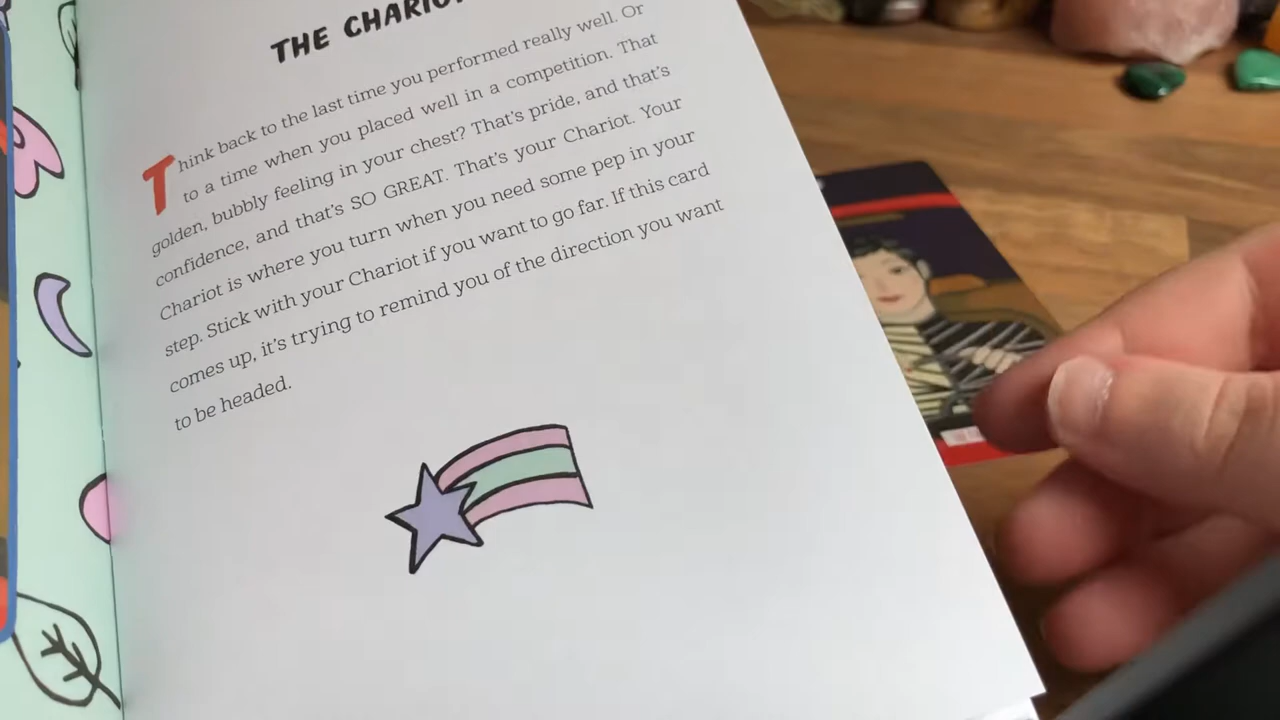 THE CHARIOT
Think back to the last time you performed really well. Or
to a time when you placed well in a competition. That
golden, bubbly feeling in your chest? That's pride, and that's
confidence, and that's SO GREAT. That's your Chariot. Your
Chariot is where you turn when you need some pep in your
step. Stick with your Chariot if you want to go far. If this card
comes up, it's trying to remind you of the direction you want
to be headed.